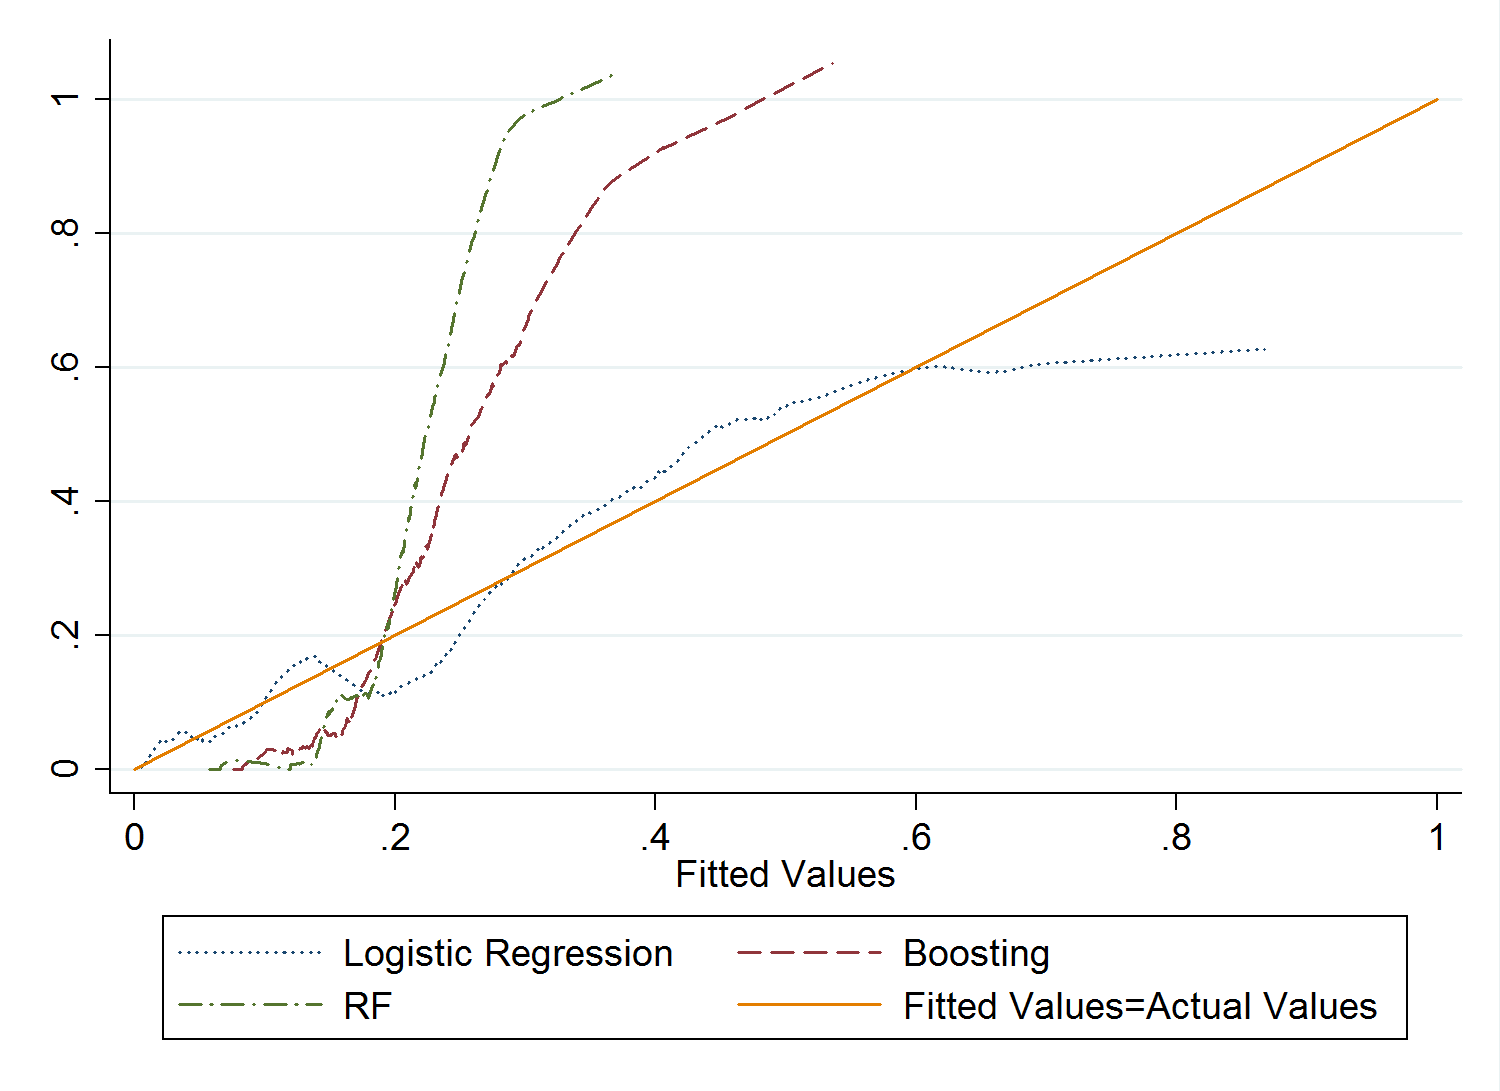 1
.8
.6
.4
.2
0
0 .2 .4 .6 .8 1
Fitted Values
Logistic Regression Boosting
RF Fitted Values=Actual Values